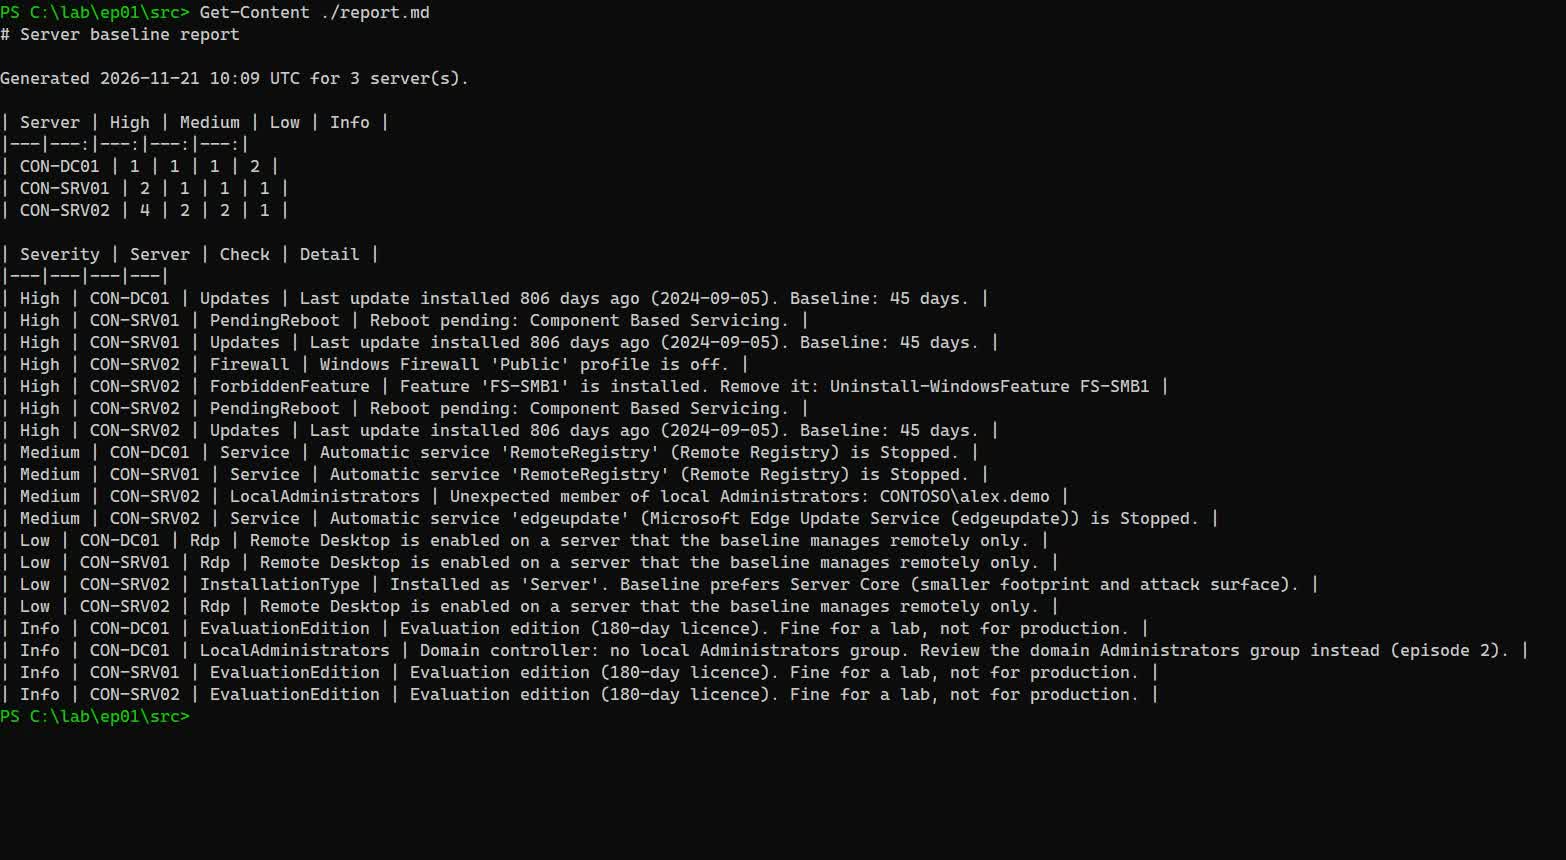 PS C:\lab\ep01\src> Get-Content ./report.md
# Server baseline report
Generated 2026-11-21 10:09 UTC for 3 server(s).
| Server | High | Medium | Low | Info |
|---|---:|---:|---:|---:|
| CON-DC01 | 1 | 1 | 1 | 2 |
| CON-SRV01 | 2 | 1 | 1 | 1 |
| CON-SRV02 | 4 | 2 | 2 | 1 |
| Severity | Server | Check | Detail |
|---|---|---|---|
| High | CON-DC01 | Updates | Last update installed 806 days ago (2024-09-05). Baseline: 45 days. |
| High | CON-SRV01 | PendingReboot | Reboot pending: Component Based Servicing. |
| High | CON-SRV01 | Updates | Last update installed 806 days ago (2024-09-05). Baseline: 45 days. |
| High | CON-SRV02 | Firewall | Windows Firewall 'Public' profile is off. |
| High | CON-SRV02 | ForbiddenFeature | Feature 'FS-SMB1' is installed. Remove it: Uninstall-WindowsFeature FS-SMB1 |
| High | CON-SRV02 | PendingReboot | Reboot pending: Component Based Servicing. |
| High | CON-SRV02 | Updates | Last update installed 806 days ago (2024-09-05). Baseline: 45 days. |
| Medium | CON-DC01 | Service | Automatic service 'RemoteRegistry' (Remote Registry) is Stopped. |
| Medium | CON-SRV01 | Service | Automatic service 'RemoteRegistry' (Remote Registry) is Stopped. |
| Medium | CON-SRV02 | LocalAdministrators | Unexpected member of local Administrators: CONTOSO\alex.demo |
| Medium | CON-SRV02 | Service | Automatic service 'edgeupdate' (Microsoft Edge Update Service (edgeupdate)) is Stopped. |
| Low | CON-DC01 | Rdp | Remote Desktop is enabled on a server that the baseline manages remotely only. |
| Low | CON-SRV01 | Rdp | Remote Desktop is enabled on a server that the baseline manages remotely only. |
| Low | CON-SRV02 | InstallationType | Installed as 'Server'. Baseline prefers Server Core (smaller footprint and attack surface). |
| Low | CON-SRV02 | Rdp | Remote Desktop is enabled on a server that the baseline manages remotely only. |
| Info | CON-DC01 | EvaluationEdition | Evaluation edition (180-day licence). Fine for a lab, not for production. |
| Info | CON-DC01 | LocalAdministrators | Domain controller: no local Administrators group. Review the domain Administrators group instead (episode 2). |
| Info | CON-SRV01 | EvaluationEdition | Evaluation edition (180-day licence). Fine for a lab, not for production. |
| Info | CON-SRV02 | EvaluationEdition | Evaluation edition (180-day licence). Fine for a lab, not for production. |
PS C:\lab\ep01\src>